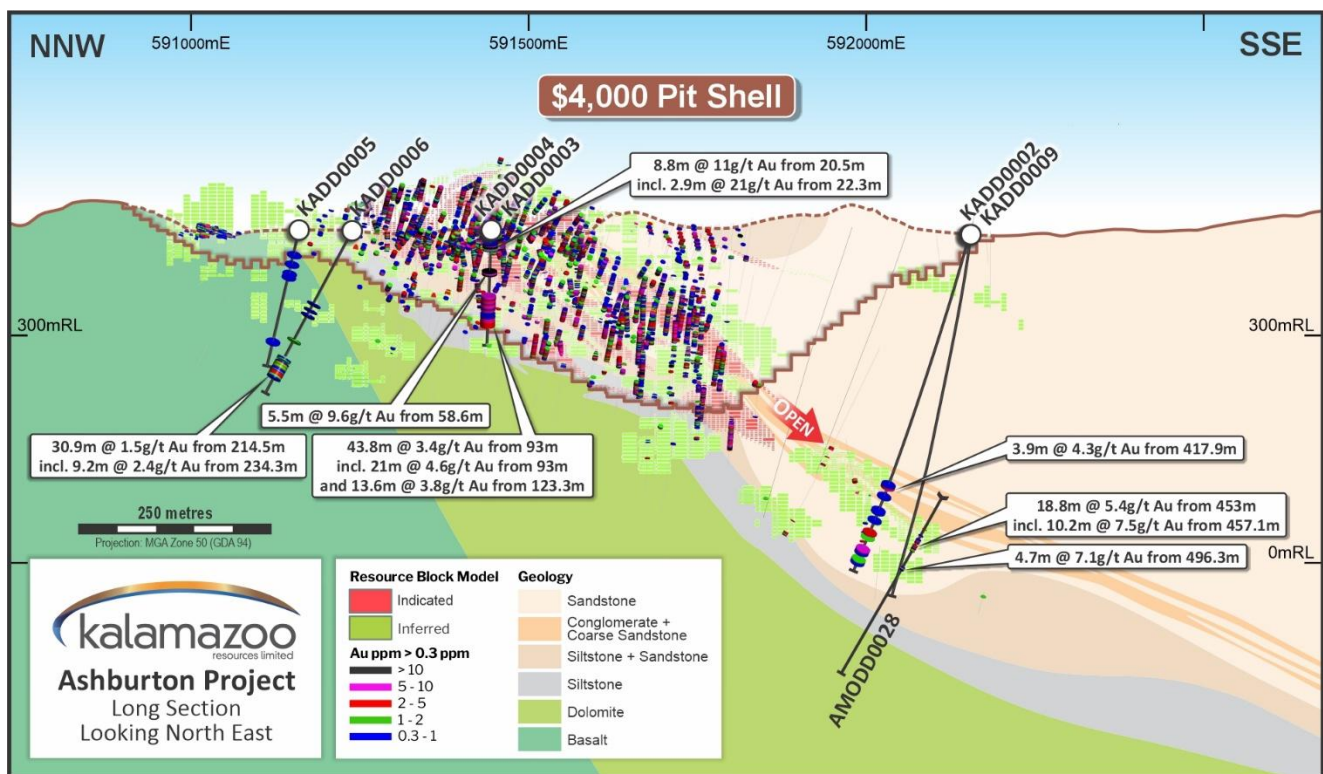 NNW
591000mE
591500mE
592000mE
SSE
$4,000 Pit Shell
KADD0005
KADD0006
KADD0004
KADD0003
KADD0002
KADD0009
8.8m @ 11g/t Au from 20.5m
incl. 2.9m @ 21g/t Au from 22.3m
300mRL
300mRL
OPEN
5.5m @ 9.6g/t Au from 58.6m
30.9m @ 1.5g/t Au from 214.5m
incl. 9.2m @ 2.4g/t Au from 234.3m
43.8m @ 3.4g/t Au from 93m
incl. 21m @ 4.6g/t Au from 93m
and 13.6m @ 3.8g/t Au from 123.3m
3.9m @ 4.3g/t Au from 417.9m
18.8m @ 5.4g/t Au from 453m
incl. 10.2m @ 7.5g/t Au from 457.1m
0mRL
4.7m @ 7.1g/t Au from 496.3m
AMODD0028
250 metres
Projection: MGA Zone 50 (GDA 94)
kalamazoo
resources limited
Ashburton Project
Long Section
Looking North East
Resource Block Model
Indicated
Inferred
Au ppm > 0.3 ppm
>10
5 - 10
2 - 5
1 - 2
0.3 - 1
Geology
Sandstone
Conglomerate +
Coarse Sandstone
Siltstone + Sandstone
Siltstone
Dolomite
Basalt